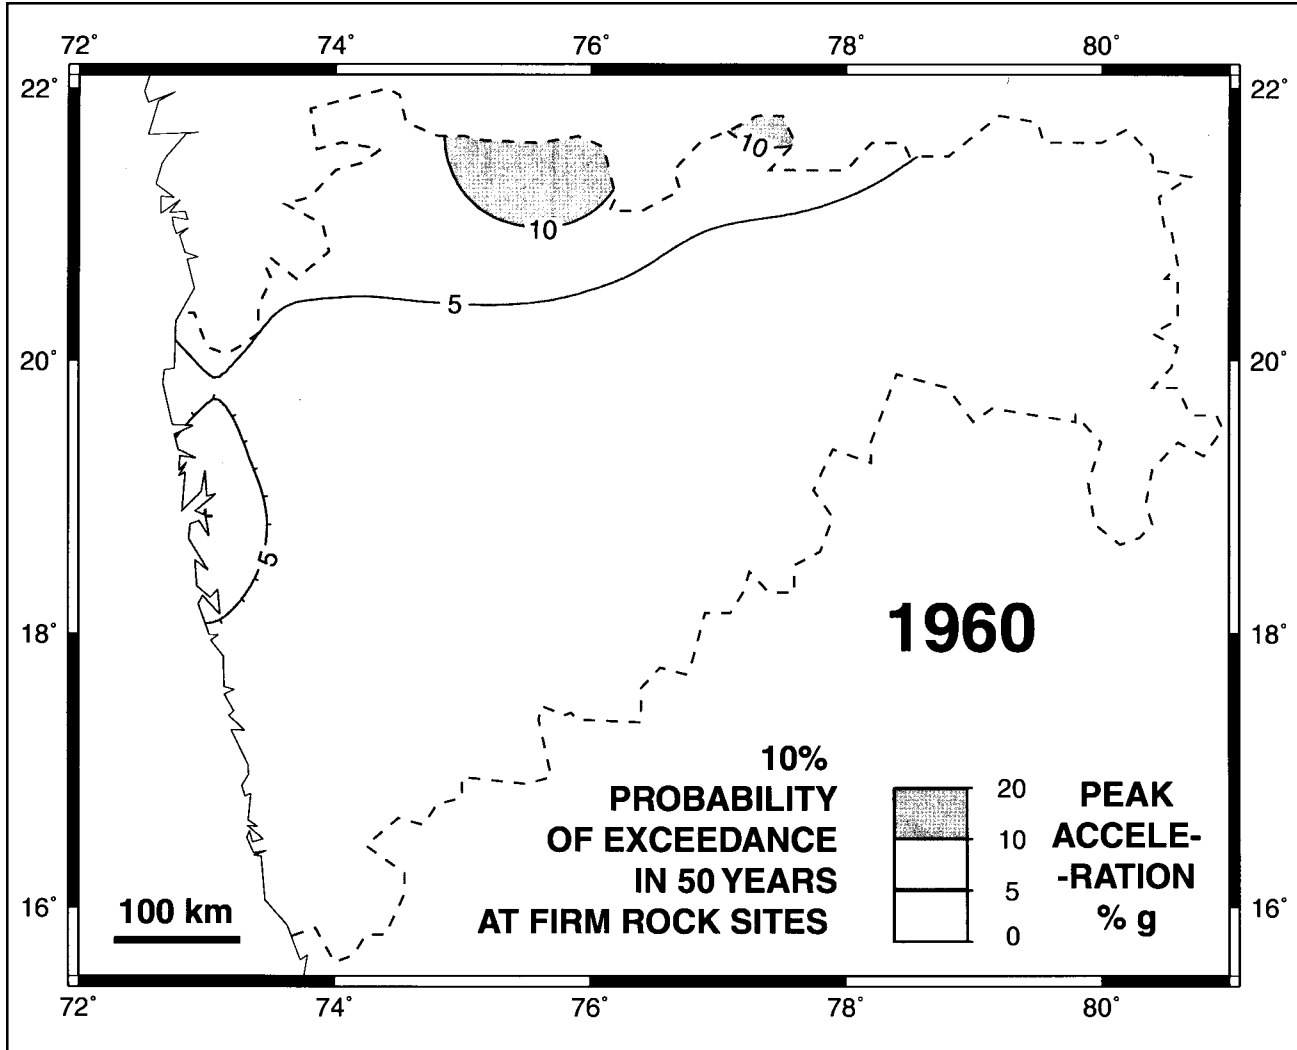 72° 74° 76° 78° 80°
22° 22°
10
10
5
20° 20°
5
1960
18° 18°
10%
PROBABILITY
OF EXCEEDANCE
IN 50 YEARS
AT FIRM ROCK SITES
20
10
5
0
PEAK
ACCELE-
-RATION
% g
100 km
16° 16°
72° 74° 76° 78° 80°